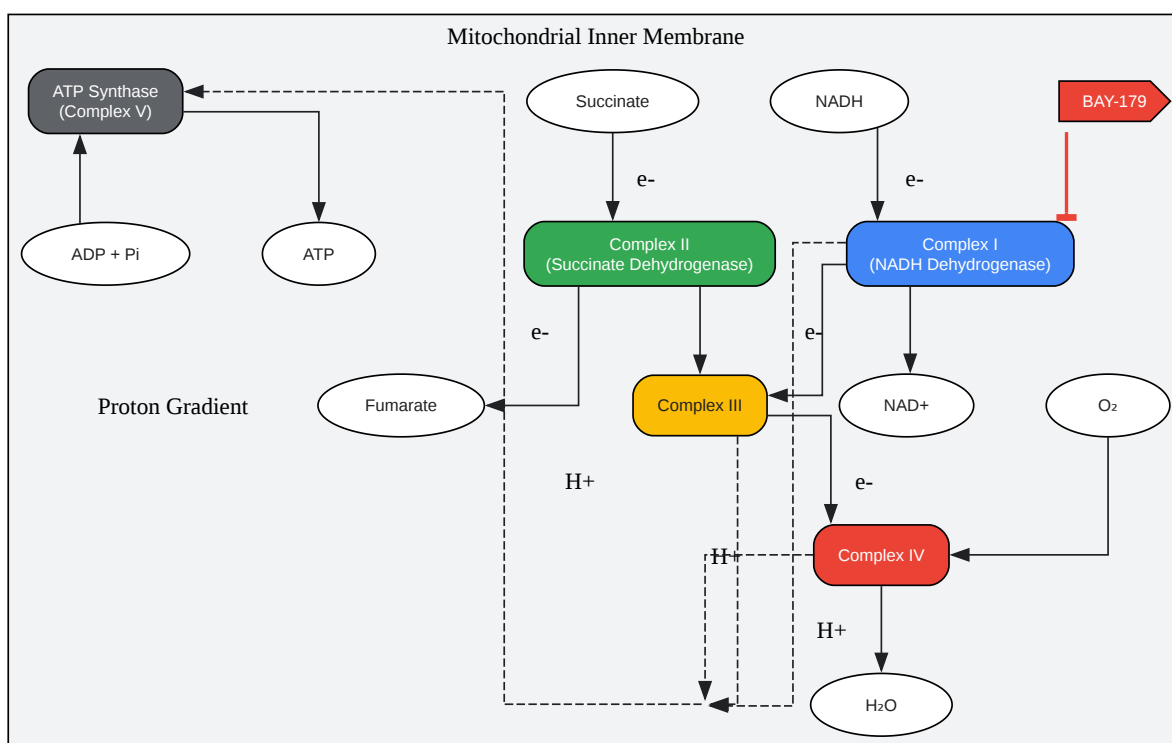 Mitochondrial Inner Membrane
ATP Synthase
(Complex V)
Succinate
NADH
BAY-179
e-
e-
ADP + Pi
ATP
Complex II
(Succinate Dehydrogenase)
Complex I
(NADH Dehydrogenase)
e-
e-
Proton Gradient
Fumarate
Complex III
NAD+
O₂
H+
e-
H+
Complex IV
H+
H₂O